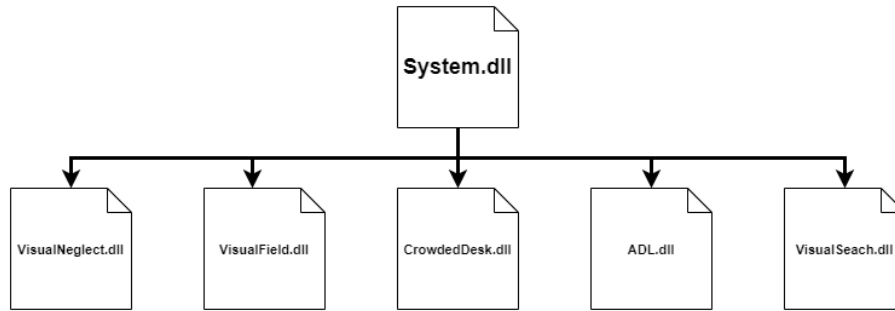 System.dll
VisualNeglect.dll
VisualField.dll
CrowdedDesk.dll
ADL.dll
VisualSeach.dll